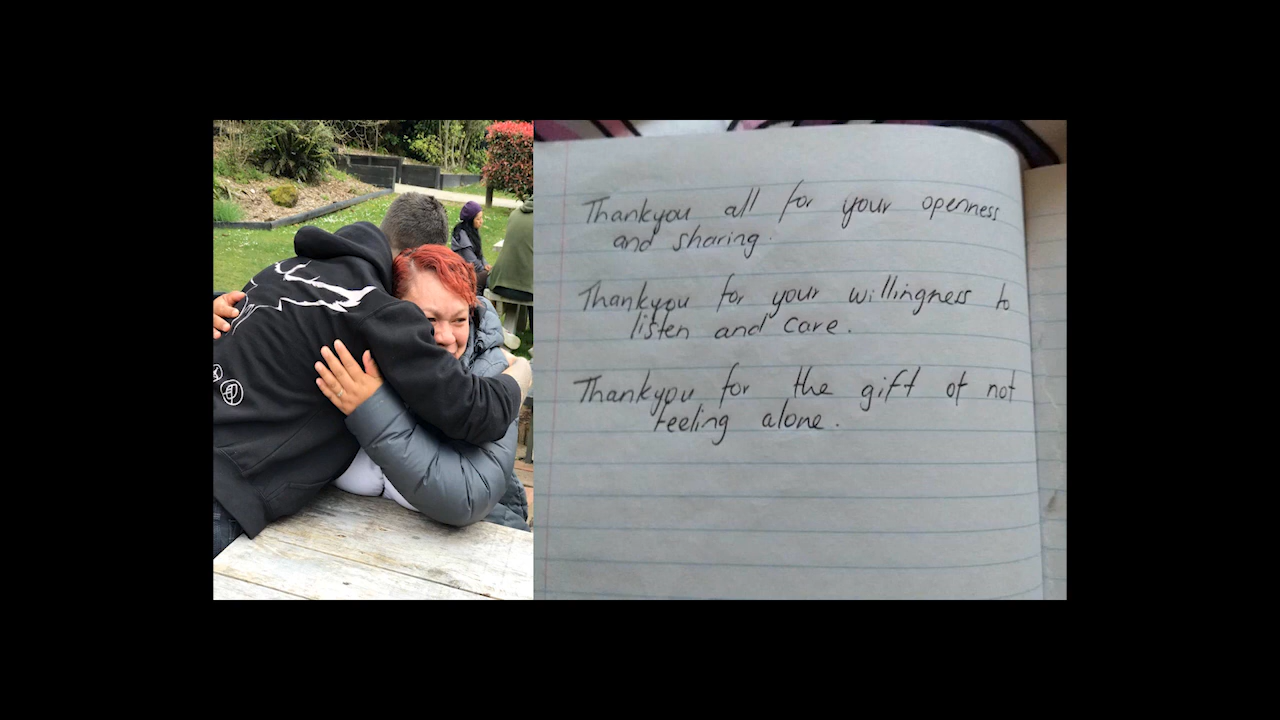 Thankyou all for your openness
and sharing.
Thankyou for your willingness to
listen and care.
Thankyou for the gift of not
feeling alone.